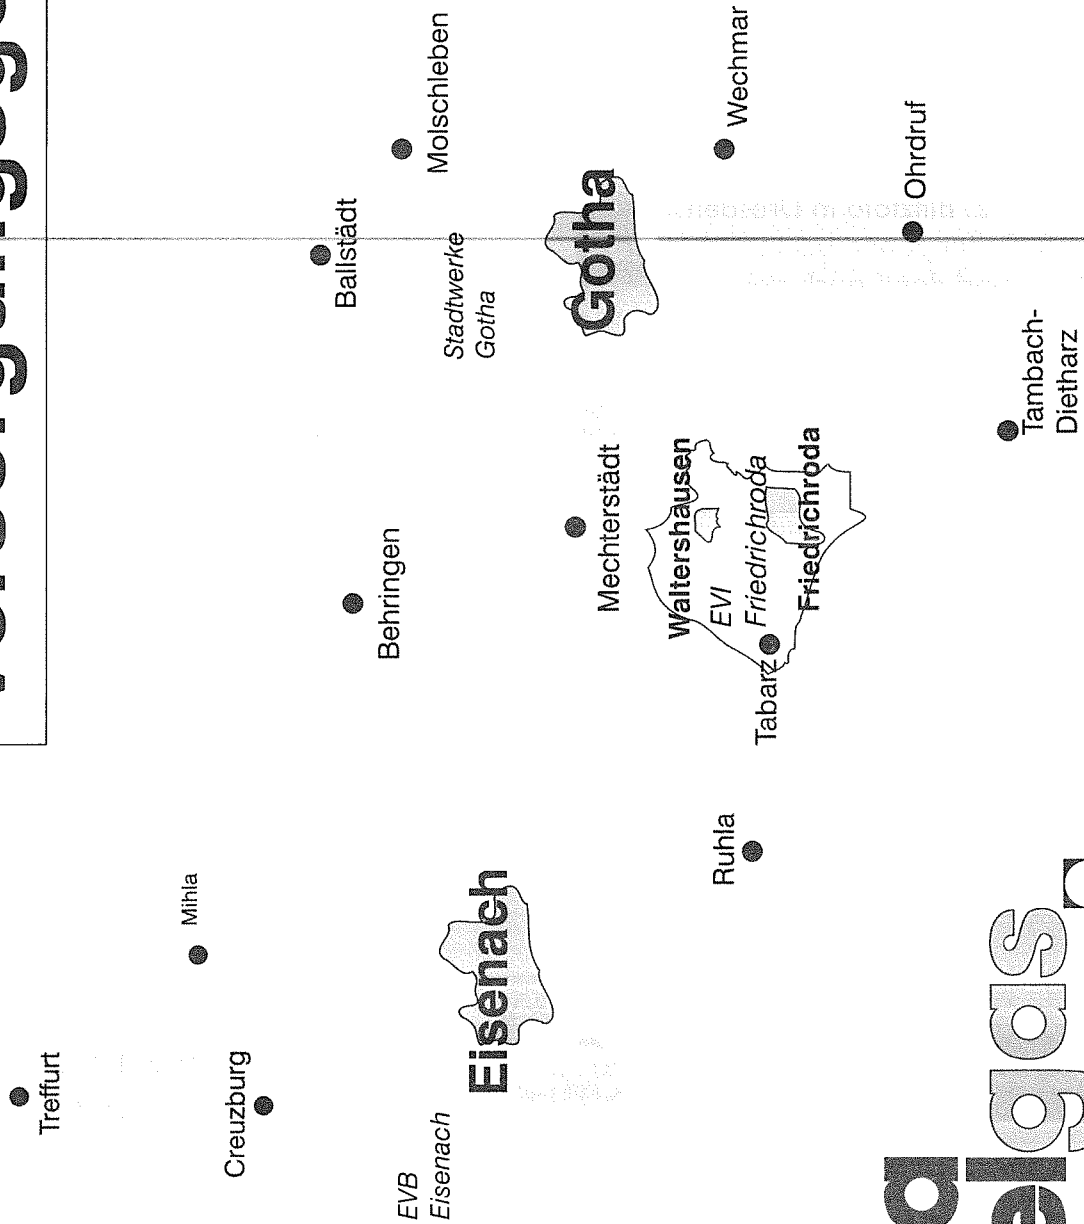 Treffurt
Mihla
Creuzburg
Ballstädt
Behringen
Molschleben
EVB
Eisenach
Stadtwerke
Gotha
Eisenach
Gotha
Mechterstädt
Waltershausen
EVI
Friedrichroda
Ruhla
Wechmar
Tabarz
Friedrichroda
Ohrdruf
Tambach-
Dietharz
elgas